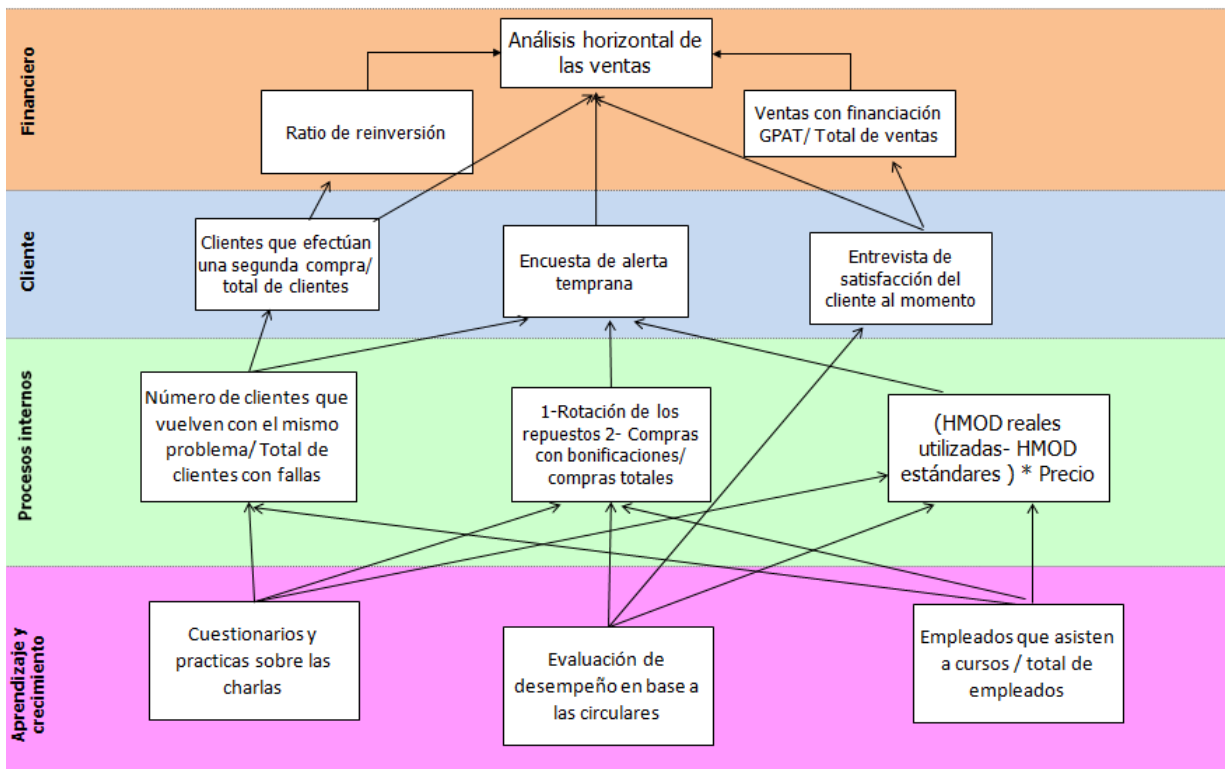 Financiero
Análisis horizontal de
las ventas
Ratio de reinversión
Ventas con financiación
GPAT/ Total de ventas
Cliente
Clientes que efectúan
una segunda compra/
total de clientes
Encuesta de alerta
temprana
Entrevista de
satisfacción del
cliente al momento
Procesos internos
Número de clientes que
vuelven con el mismo
problema/ Total de
clientes con fallas
1-Rotación de los
repuestos 2- Compras
con bonificaciones/
compras totales
(HMOD reales
utilizadas- HMOD
estándares ) * Precio
Aprendizaje y
crecimiento
Cuestionarios y
practicas sobre las
charlas
Evaluación de
desempeño en base a
las circulares
Empleados que asisten
a cursos / total de
empleados